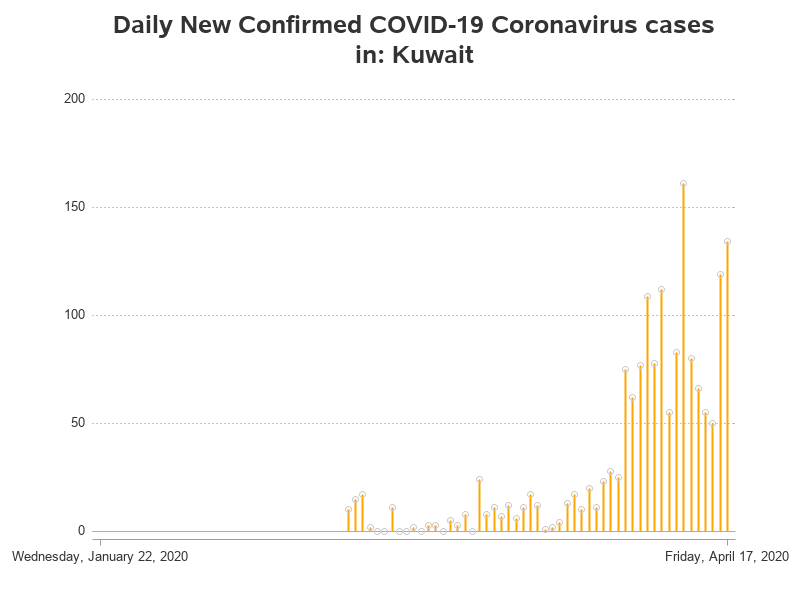 Daily New Confirmed COVID-19 Coronavirus cases
in: Kuwait
200
150
100
50
0
Wednesday, January 22, 2020
Friday, April 17, 2020